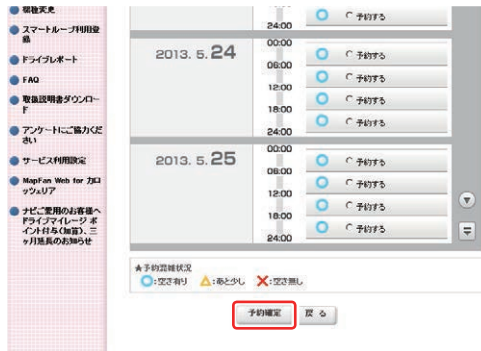 機種変更
スマートループ利用登
録
ドライブレポート
FAQ
取扱説明書ダウンロー
ド
アンケートにご協力くだ
さい
サービス利用設定
MapFan Web for カロ
ッツェリア
ナビご愛用のお客様へ
ドライブマイレージ ポ
イント付与(加算)、三
ヶ月延長のお知らせ
24:00
予約する
2013. 5. 24
00:00
予約する
06:00
予約する
12:00
予約する
18:00
予約する
24:00
2013. 5. 25
00:00
予約する
06:00
予約する
12:00
予約する
18:00
予約する
24:00
★予約混雑状況
:空き有り :あと少し :空き無し
予約確定 戻る